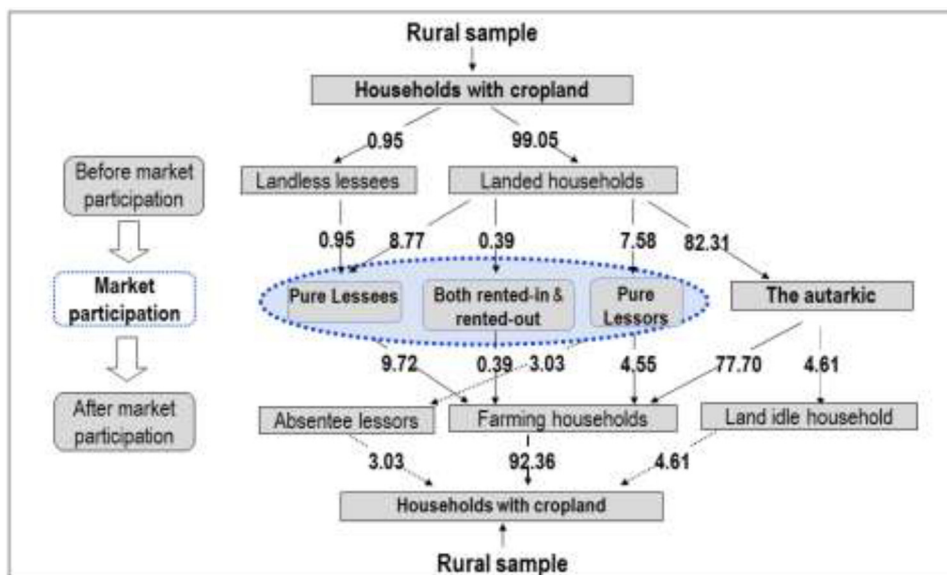 Rural sample
Households with cropland
0.95 99.05
Before market
participation
Landless lessees
Landed households
0.95 8.77 0.39 7.58 82.31
Market
participation
Pure Lessees
Both rented-in &
rented-out
Pure
Lessors
The autarkic
9.72 0.39 3.03 4.55 77.70 4.61
After market
participation
Absentee lessors
Farming households
Land idle household
3.03 92.36 4.61
Households with cropland
Rural sample